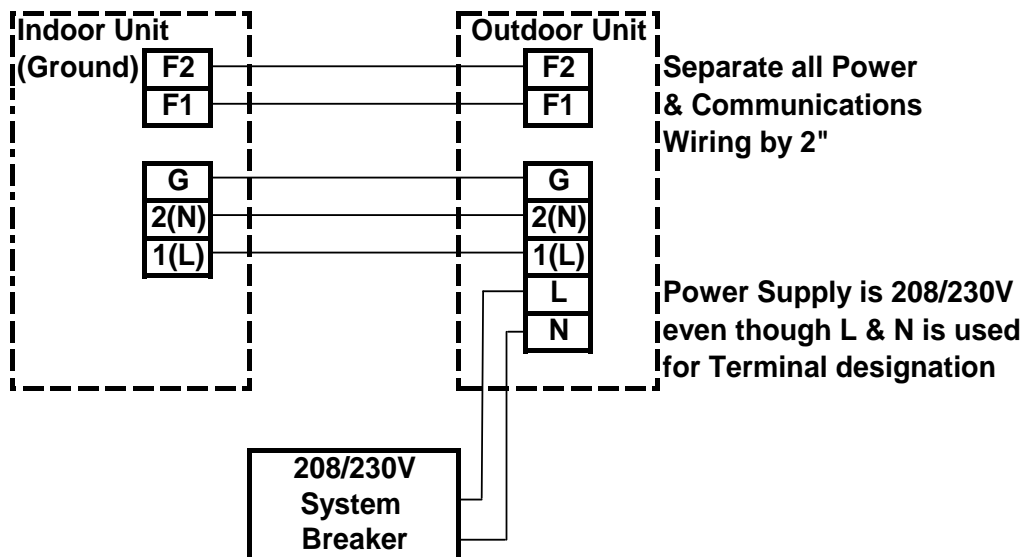 Indoor Unit
(Ground)
F2
F1
G
2(N)
1(L)
Outdoor Unit
F2
F1
G
2(N)
1(L)
L
N
Separate all Power
& Communications
Wiring by 2"
Power Supply is 208/230V
even though L & N is used
for Terminal designation
208/230V
System
Breaker